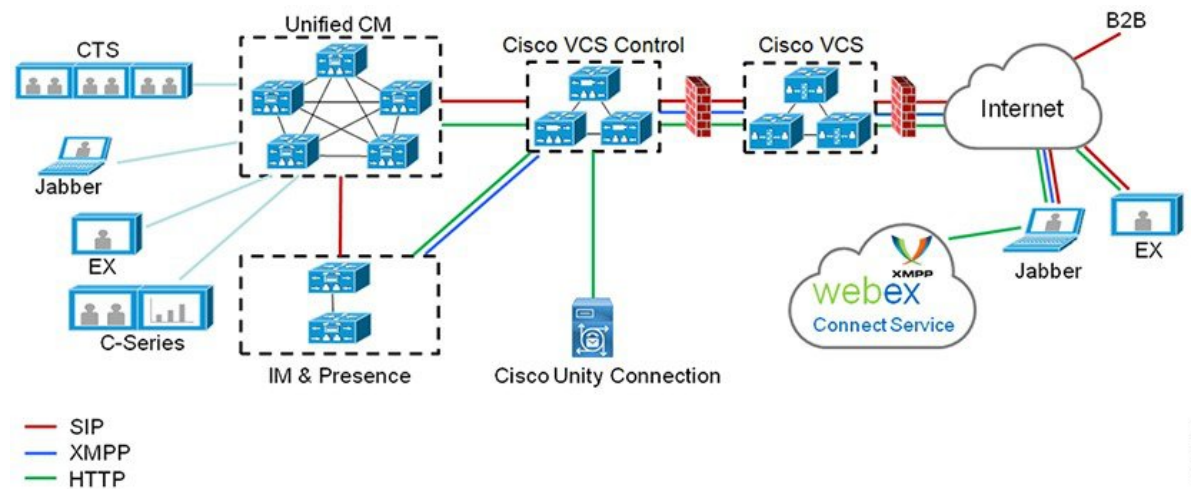 Unified CM
CTS
Jabber
EX
C-Series
IM & Presence
Cisco VCS Control
Cisco VCS
Cisco Unity Connection
B2B
Internet
Jabber
EX
XMPP
webex
Connect Service
SIP
XMPP
HTTP